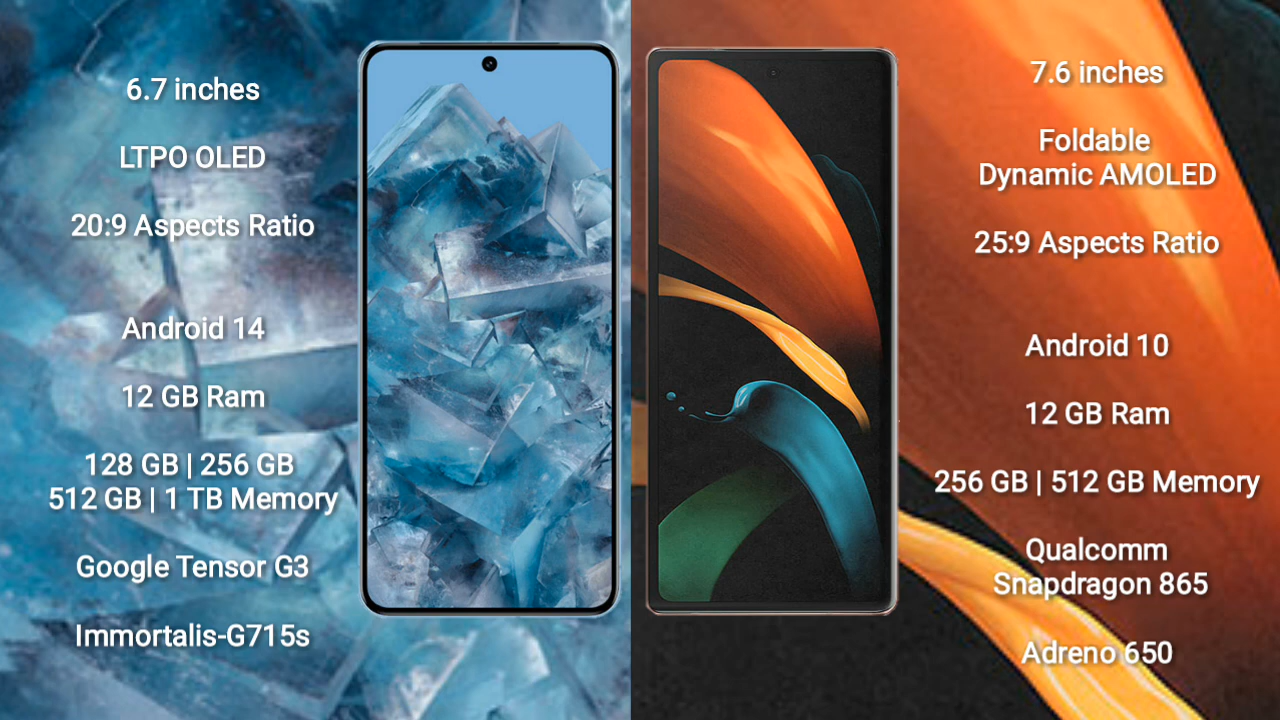 6.7 inches
LTPO OLED
20:9 Aspects Ratio
Android 14
12 GB Ram
128 GB | 256 GB
512 GB | 1 TB Memory
Google Tensor G3
Immortalis-G715s
7.6 inches
Foldable
Dynamic AMOLED
25:9 Aspects Ratio
Android 10
12 GB Ram
256 GB | 512 GB Memory
Qualcomm
Snapdragon 865
Adreno 650